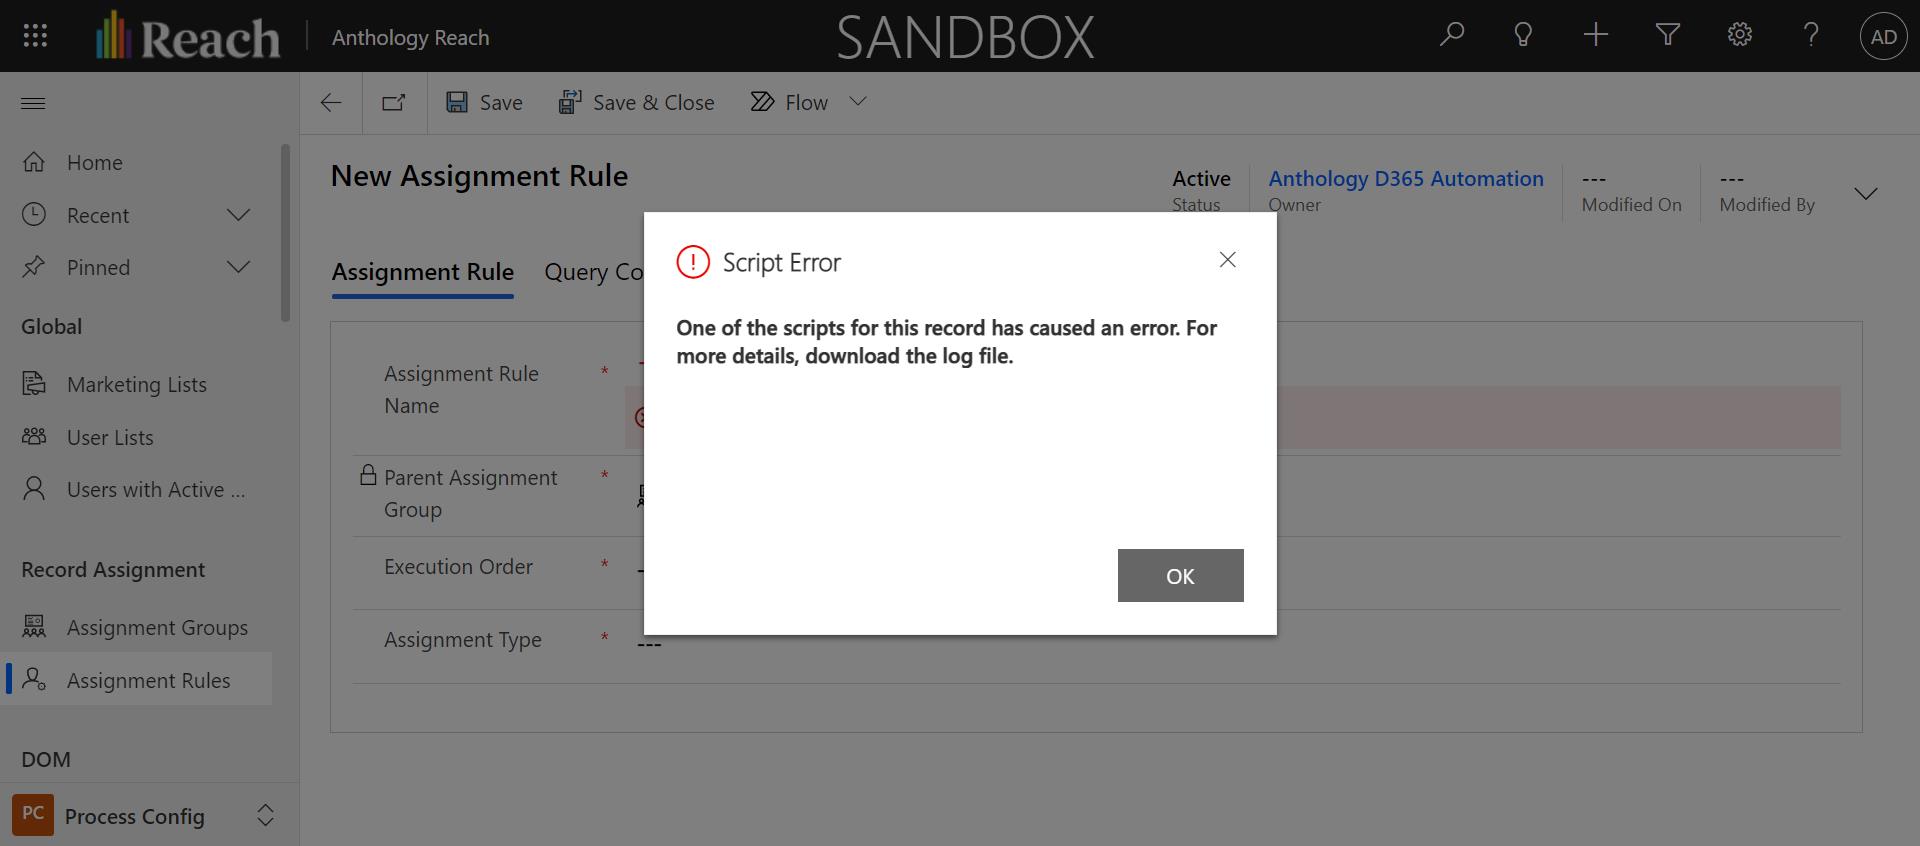 Reach
Anthology Reach
SANDBOX
AD
Save
Save & Close
Flow
Home
Recent
Pinned
Global
Marketing Lists
User Lists
Users with Active ...
Record Assignment
Assignment Groups
Assignment Rules
DOM
PC
Process Config
New Assignment Rule
Active
Status
Anthology D365 Automation
Owner
---
Modified On
---
Modified By
Assignment Rule
Query Co
Assignment Rule
Name
*
Parent Assignment
Group
*
Execution Order
*
Assignment Type
*
---
Script Error
One of the scripts for this record has caused an error. For
more details, download the log file.
OK